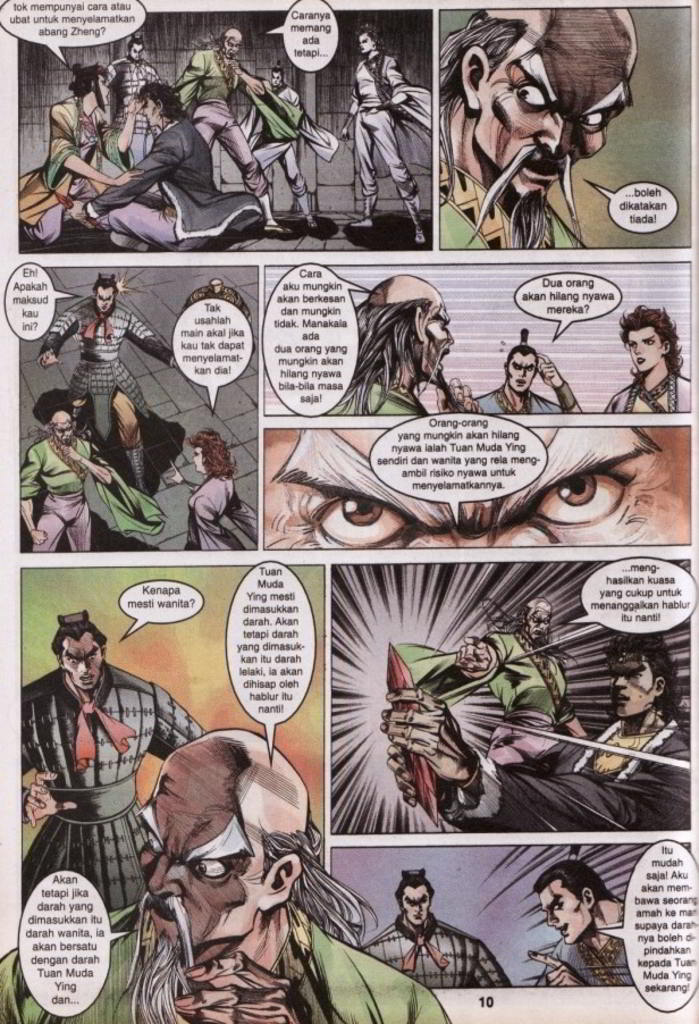 tok mempunyai cara atau
ubat untuk menyelamatkan
abang Zheng?
Caranya
memang
ada
tetapi...
...boleh
dikatakan
tiada!
Eh!
Apakah
maksud
kau
ini?
Tak
usahlah
main akal jika
kau tak dapat
menyelamat-
kan dia!
Cara
aku mungkin
akan berkesan
dan mungkin
tidak. Manakala
ada
dua orang yang
mungkin akan
hilang nyawa
bila-bila masa
saja!
Dua orang
akan hilang nyawa
mereka?
Orang-orang
yang mungkin akan hilang
nyawa ialah Tuan Muda Ying
sendiri dan wanita yang rela meng-
ambil risiko nyawa untuk
menyelamatkannya.
Kenapa
mesti wanita?
Tuan
Muda
Ying mesti
dimasukkan
darah. Akan
tetapi darah
yang dimasuk-
kan itu darah
lelaki, ia akan
dihisap oleh
hablur itu
nanti!
Akan
tetapi jika
darah yang
dimasukkan itu
darah wanita, ia
akan bersatu
dengan darah
Tuan Muda
Ying
dan...
...meng-
hasilkan kuasa
yang cukup untuk
menanggalkan hablur
itu nanti!
Itu
mudah
saja! Aku
akan mem-
bawa seorang
amah ke mari
supaya darah-
nya boleh di-
pindahkan
kepada Tuan
Muda Ying
sekarang!
10